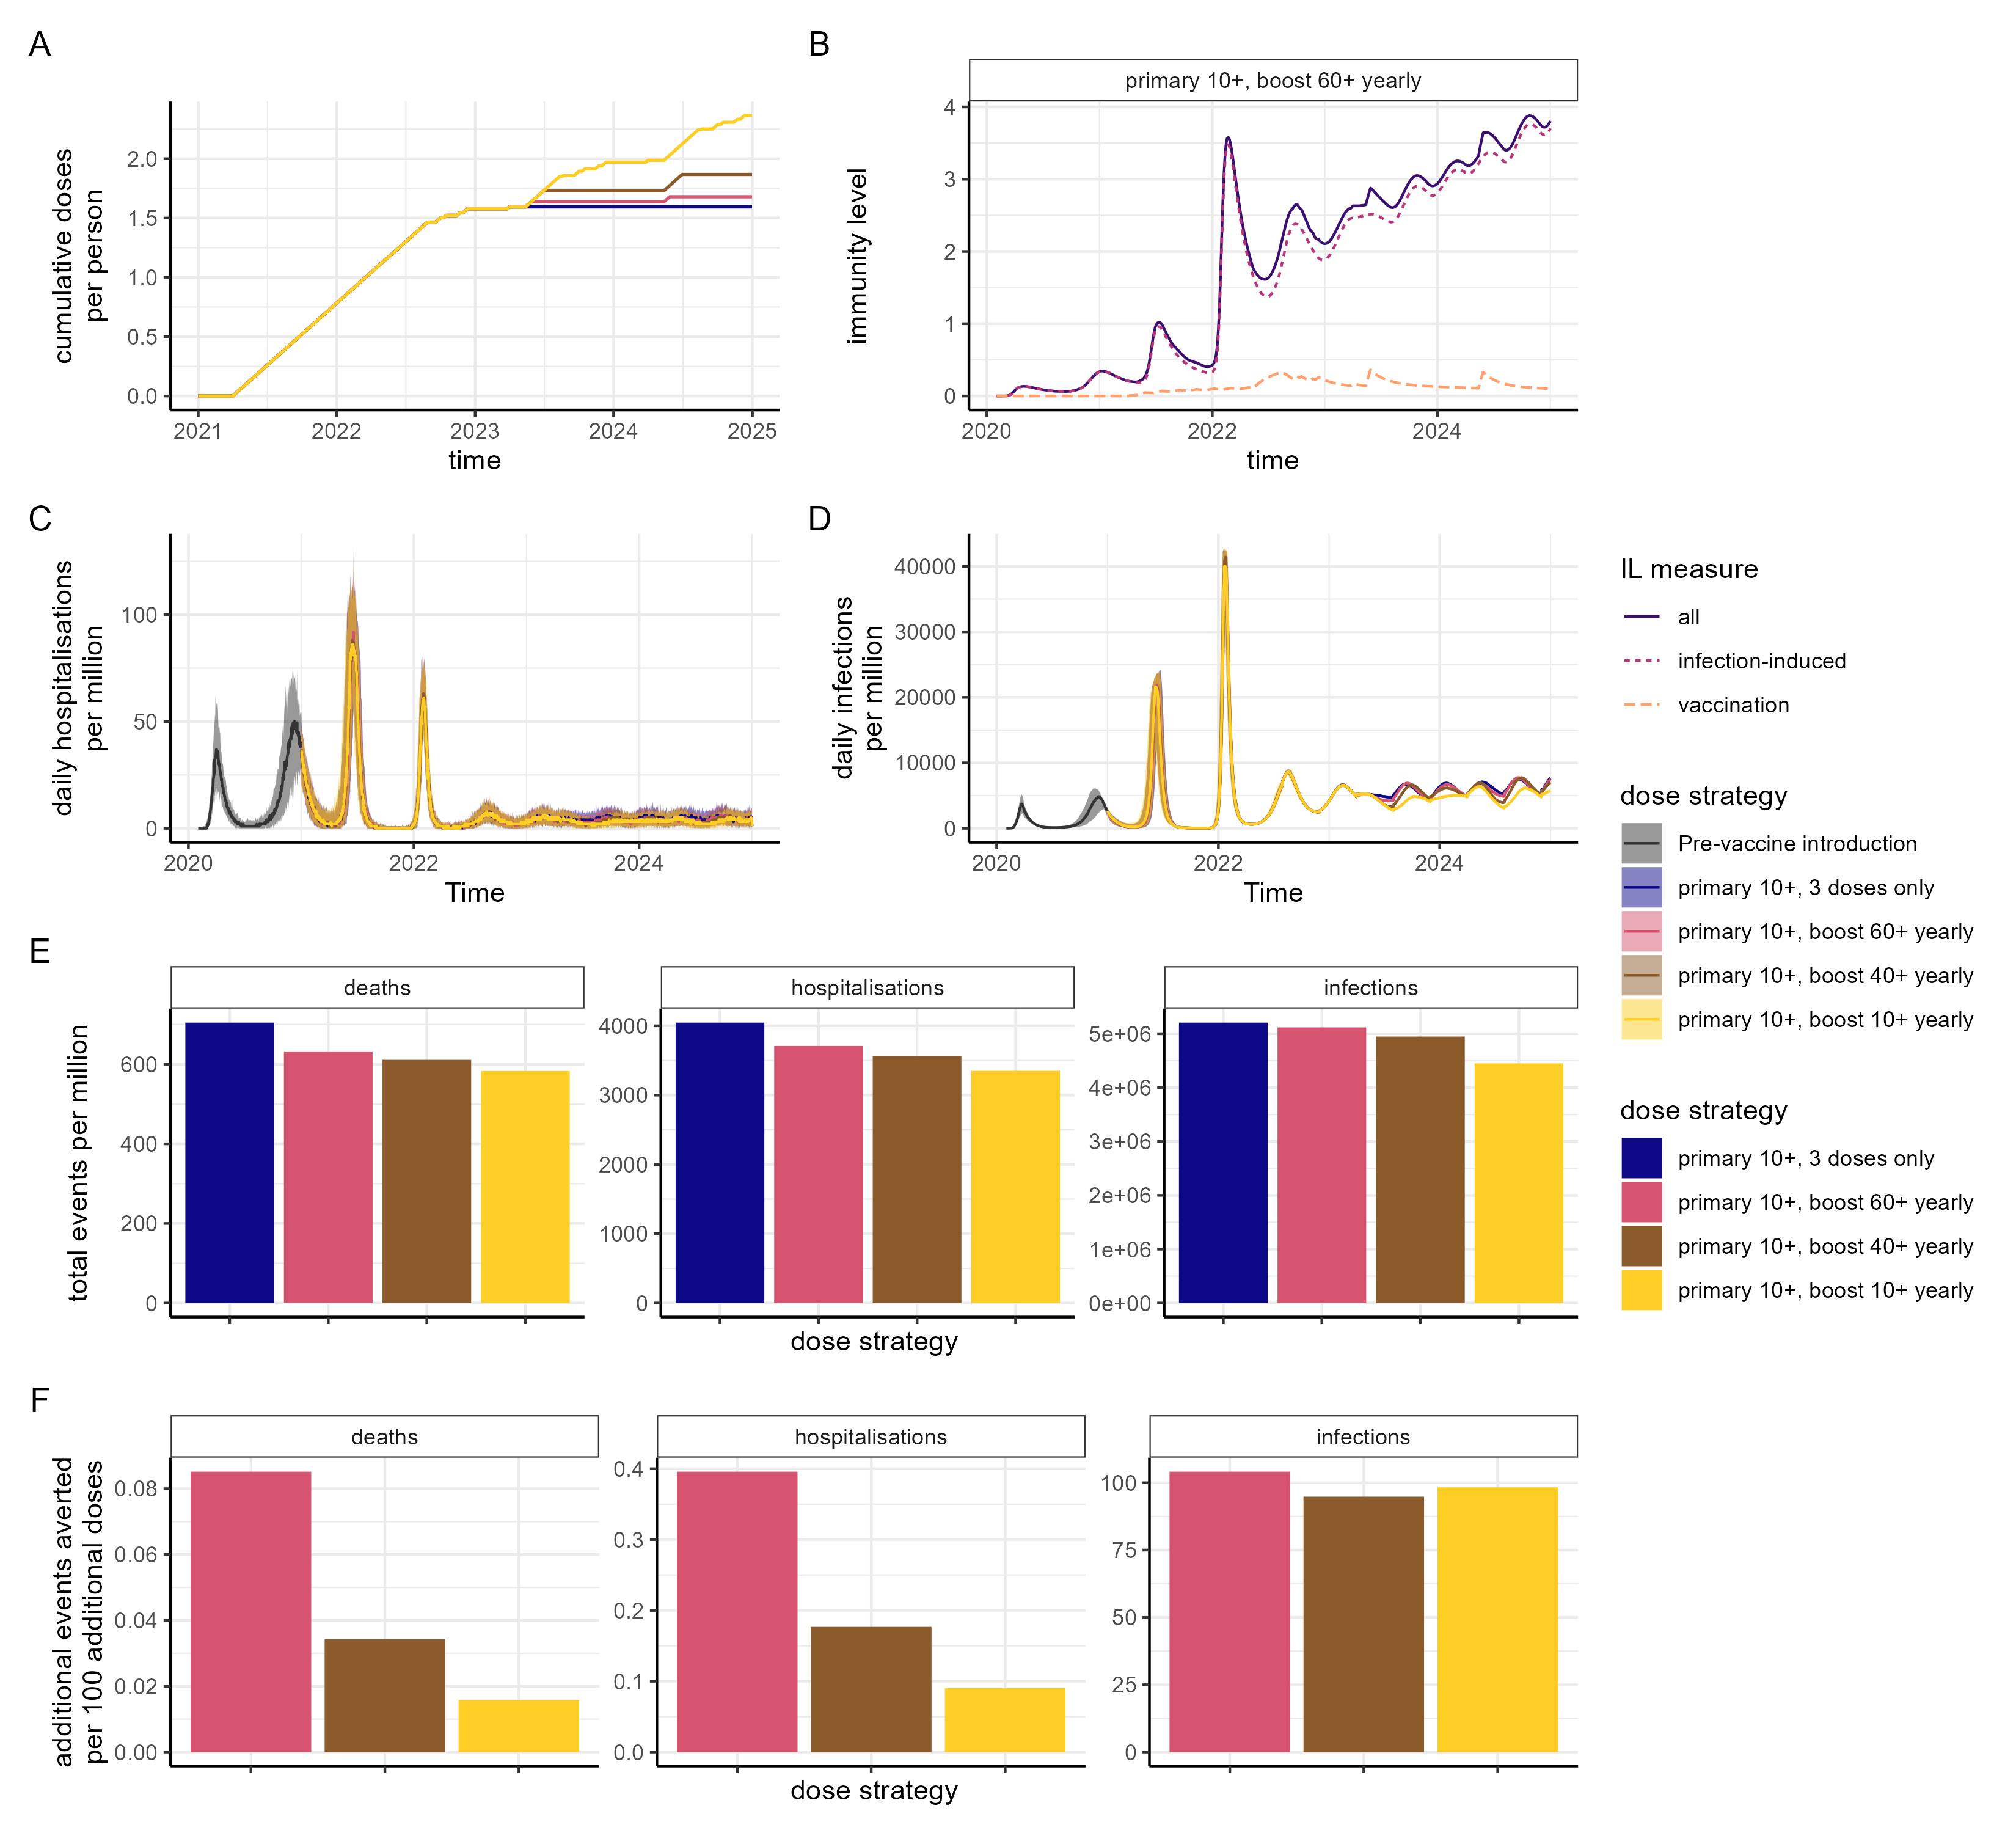 A
cumulative doses
per person
2.0
1.5
1.0
0.5
0.0
2021
2022
2023
2024
2025
time
B
primary 10+, boost 60+ yearly
immunity level
4
3
2
1
0
2020
2022
2024
time
C
daily hospitalisations
per million
100
50
0
2020
2022
2024
Time
D
daily infections
per million
40000
30000
20000
10000
0
2020
2022
2024
Time
IL measure
all
infection-induced
vaccination
dose strategy
Pre-vaccine introduction
primary 10+, 3 doses only
primary 10+, boost 60+ yearly
primary 10+, boost 40+ yearly
primary 10+, boost 10+ yearly
dose strategy
primary 10+, 3 doses only
primary 10+, boost 60+ yearly
primary 10+, boost 40+ yearly
primary 10+, boost 10+ yearly
E
total events per million
deaths
600
400
200
0
hospitalisations
4000
3000
2000
1000
0
infections
5e+06
4e+06
3e+06
2e+06
1e+06
0e+00
dose strategy
F
additional events averted
per 100 additional doses
deaths
0.08
0.06
0.04
0.02
0.00
hospitalisations
0.4
0.3
0.2
0.1
0.0
infections
100
75
50
25
0
dose strategy